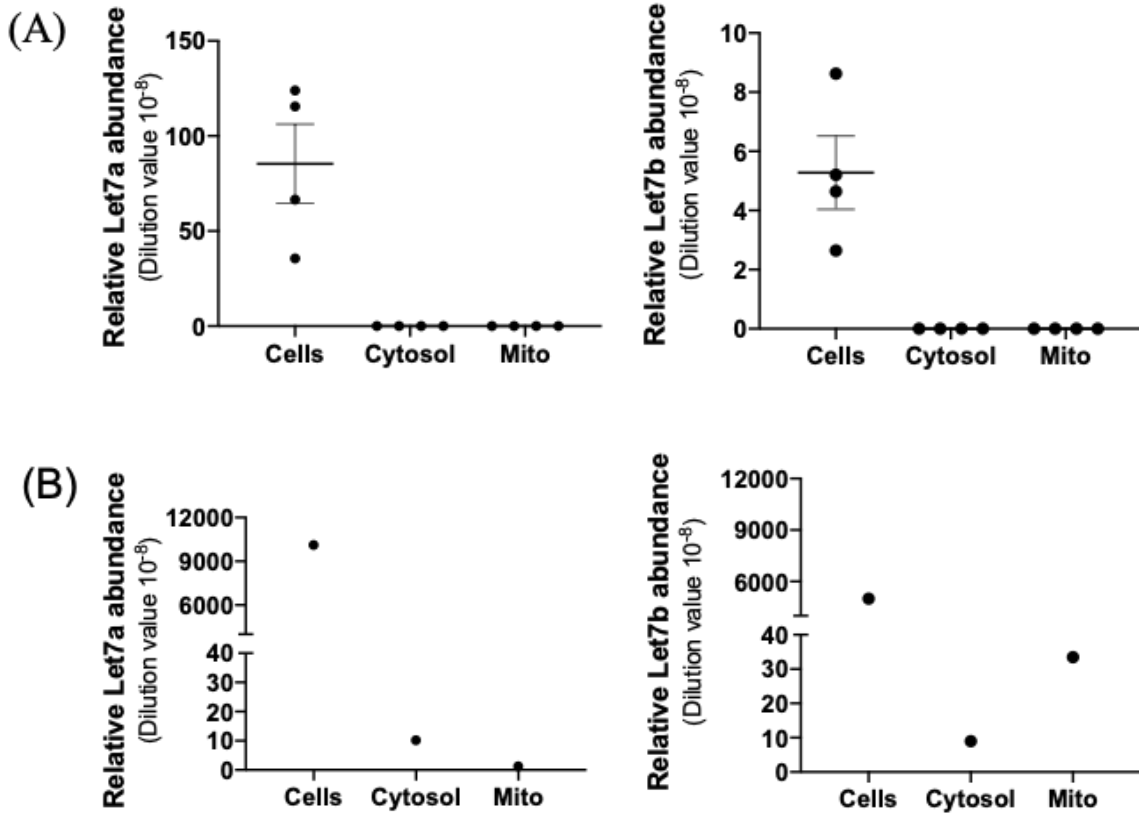 (A)
Relative Let7a abundance
(Dilution value 10⁻⁸)
150
100
50
0
Cells Cytosol Mito
Relative Let7b abundance
(Dilution value 10⁻⁸)
10
8
6
4
2
0
Cells Cytosol Mito
(B)
Relative Let7a abundance
(Dilution value 10⁻⁸)
12000
9000
6000
40
30
20
10
0
Cells Cytosol Mito
Relative Let7b abundance
(Dilution value 10⁻⁸)
12000
9000
6000
40
30
20
10
0
Cells Cytosol Mito